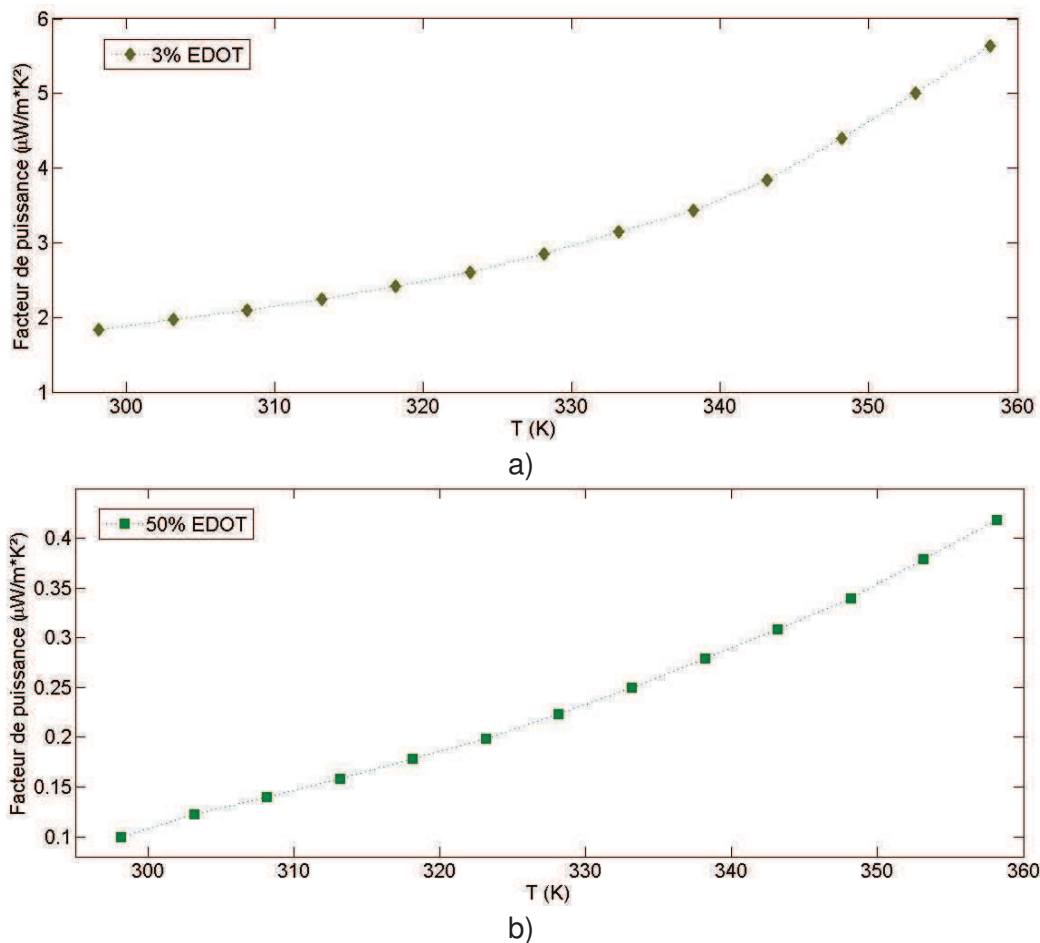 6
5
4
3
2
1
Facteur de puissance (µW/m*K²)
3% EDOT
300 310 320 330 340 350 360
T (K)
a)
0.4
0.35
0.3
0.25
0.2
0.15
0.1
Facteur de puissance (µW/m*K²)
50% EDOT
300 310 320 330 340 350 360
T (K)
b)